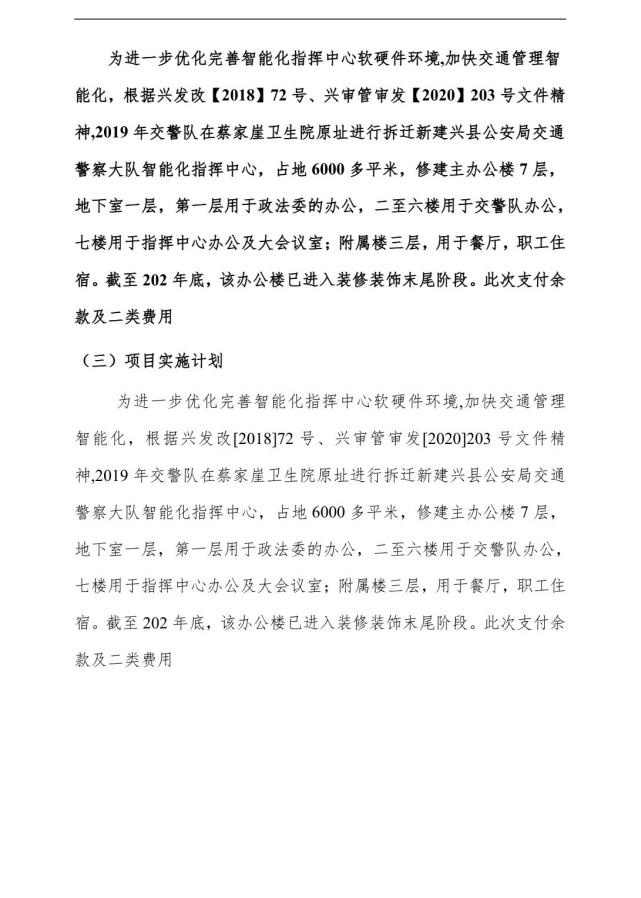 为进一步优化完善智能化指挥中心软硬件环境,加快交通管理智
能化，根据兴发改【2018】72 号、兴审管审发【2020】203 号文件精
神,2019 年交警队在蔡家崖卫生院原址进行拆迁新建兴县公安局交通
警察大队智能化指挥中心，占地 6000 多平米，修建主办公楼 7 层，
地下室一层，第一层用于政法委的办公，二至六楼用于交警队办公，
七楼用于指挥中心办公及大会议室；附属楼三层，用于餐厅，职工住
宿。截至 202 年底，该办公楼已进入装修装饰末尾阶段。此次支付余
款及二类费用
（三）项目实施计划
为进一步优化完善智能化指挥中心软硬件环境,加快交通管理
智能化，根据兴发改[2018]72 号、兴审管审发[2020]203 号文件精
神,2019 年交警队在蔡家崖卫生院原址进行拆迁新建兴县公安局交通
警察大队智能化指挥中心，占地 6000 多平米，修建主办公楼 7 层，
地下室一层，第一层用于政法委的办公，二至六楼用于交警队办公，
七楼用于指挥中心办公及大会议室；附属楼三层，用于餐厅，职工住
宿。截至 202 年底，该办公楼已进入装修装饰末尾阶段。此次支付余
款及二类费用